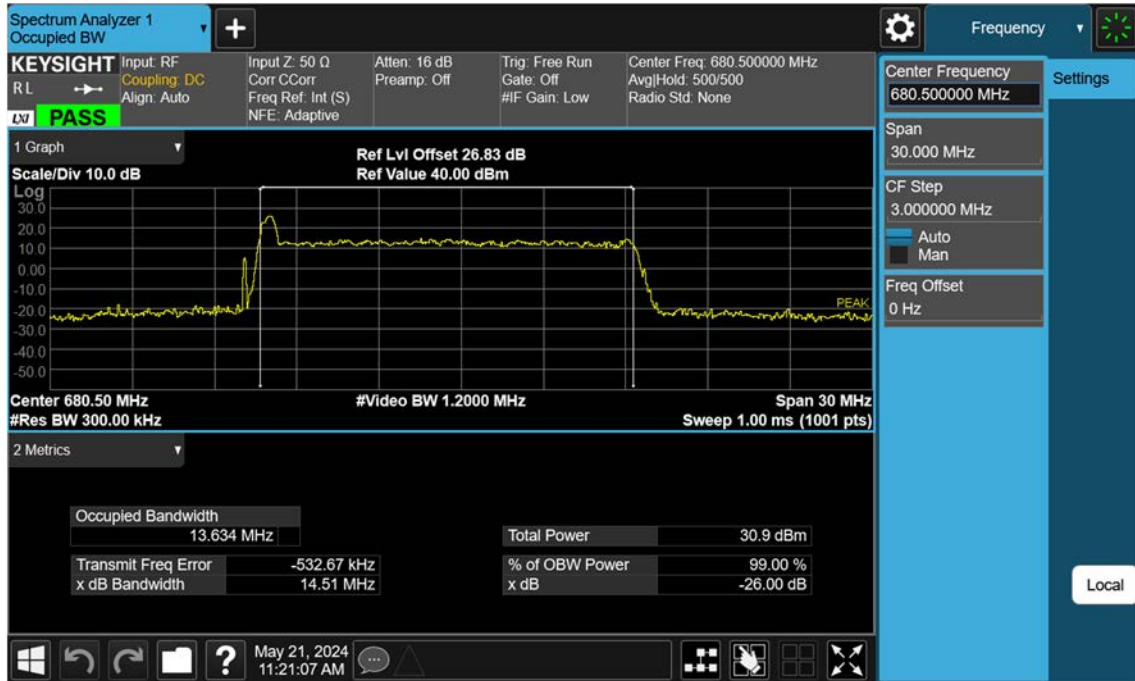 Spectrum Analyzer 1
Occupied BW
+
Frequency
KEYSIGHT
RL
LXI
PASS
Input: RF
Coupling: DC
Align: Auto
Input Z: 50 Ω
Corr CCorr
Freq Ref: Int (S)
NFE: Adaptive
Atten: 16 dB
Preamp: Off
Trig: Free Run
Gate: Off
#IF Gain: Low
Center Freq: 680.500000 MHz
Avg|Hold: 500/500
Radio Std: None
Center Frequency
680.500000 MHz
Settings
Span
30.000 MHz
CF Step
3.000000 MHz
Auto
Man
Freq Offset
0 Hz
Local
1 Graph
Scale/Div 10.0 dB
Ref Lvl Offset 26.83 dB
Ref Value 40.00 dBm
Log
30.0
20.0
10.0
0.00
-10.0
-20.0
-30.0
-40.0
-50.0
PEAK
Center 680.50 MHz
#Video BW 1.2000 MHz
Span 30 MHz
#Res BW 300.00 kHz
Sweep 1.00 ms (1001 pts)
2 Metrics
Occupied Bandwidth
13.634 MHz
Total Power 30.9 dBm
Transmit Freq Error -532.67 kHz
% of OBW Power 99.00 %
x dB Bandwidth 14.51 MHz
x dB -26.00 dB
?
May 21, 2024
11:21:07 AM